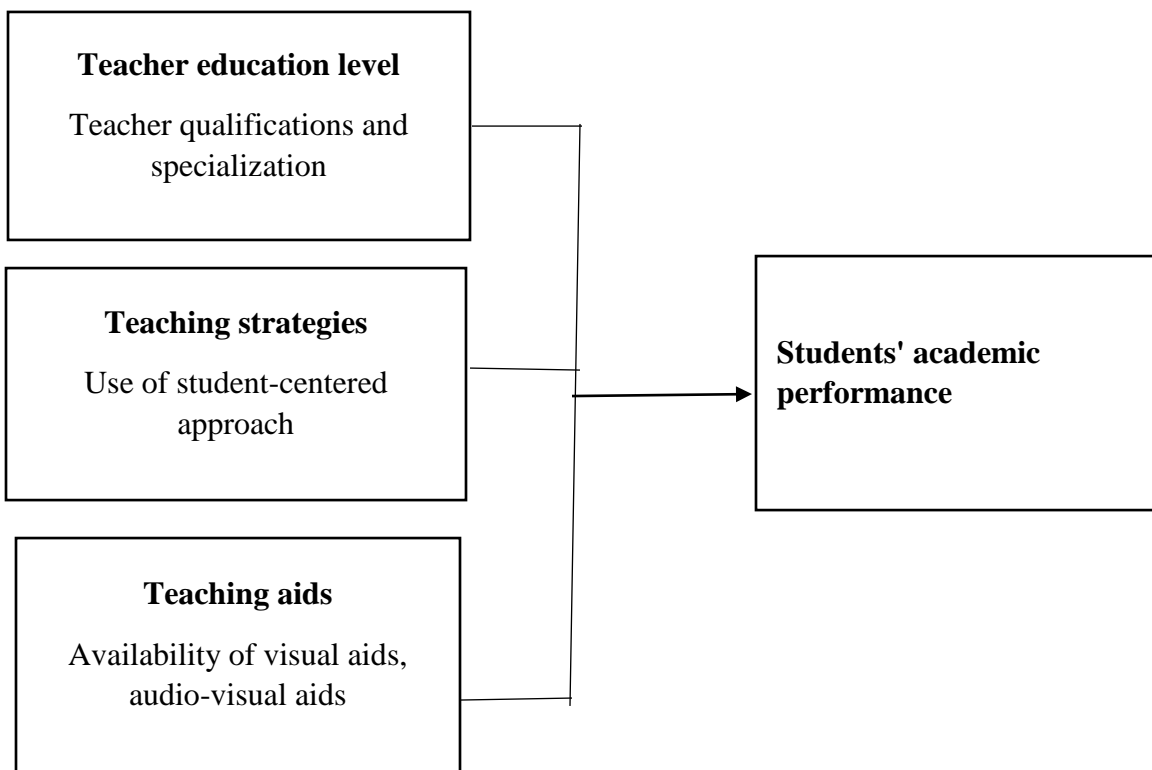 Teacher education level
Teacher qualifications and
specialization
Teaching strategies
Use of student-centered
approach
Teaching aids
Availability of visual aids,
audio-visual aids
Students' academic
performance